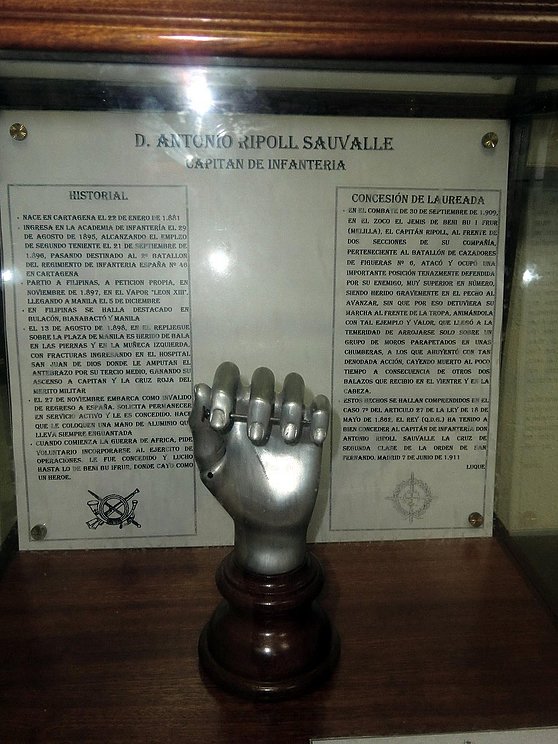 D. ANTONIO RIPOLL SAUVALLE
CAPITAN DE INFANTERIA
HISTORIAL
- NACE EN CARTAGENA EL 22 DE ENERO DE 1.881
- INGRESA EN LA ACADEMIA DE INFANTERÍA EL 29
DE AGOSTO DE 1895, ALCANZANDO EL EMPLEO
DE SEGUNDO TENIENTE EL 21 DE SEPTIEMBRE DE
1.896, PASANDO DESTINADO AL 2º BATALLON
DEL REGIMIENTO DE INFANTERIA ESPAÑA Nº 46
EN CARTAGENA
- PARTIO A FILIPINAS, A PETICION PROPIA, EN
NOVIEMBRE DE 1.897, EN EL VAPOR "LEON XIII",
LLEGANDO A MANILA EL 5 DE DICIEMBRE
- EN FILIPINAS SE HALLA DESTACADO EN
BULACÓN, BIANABACTÓ Y MANILA
- EL 13 DE AGOSTO DE 1.898, EN EL REPLIEGUE
SOBRE LA PLAZA DE MANILA ES HERIDO DE BALA
EN LAS PIERNAS Y EN LA MUÑECA IZQUIERDA,
CON FRACTURAS INGRESANDO EN EL HOSPITAL
SAN JUAN DE DIOS DONDE LE AMPUTAN EL
ANTEBRAZO POR SU TERCIO MEDIO, GANANDO SU
ASCENSO A CAPITAN Y LA CRUZ ROJA DEL
MERITO MILITAR
- EL 27 DE NOVIEMBRE EMBARCA COMO INVALIDO
DE REGRESO A ESPAÑA. SOLICITA PERMANECER
EN SERVICIO ACTIVO Y LE ES CONCEDIDO. HACE
QUE LE COLOQUEN UNA MANO DE ALUMINIO QUE
LLEVA SIEMPRE ENGUANTADA
- CUANDO COMIENZA LA GUERRA DE AFRICA, PIDE
VOLUNTARIO INCORPORARSE AL EJERCITO DE
OPERACIONES. LE FUE CONCEDIDO Y LUCHO
HASTA LO DE BENI BU IFRUR, DONDE CAYO COMO
UN HEROE.
CONCESIÓN DE LAUREADA
- EN EL COMBATE DE 30 DE SEPTIEMBRE DE 1.909,
EN EL ZOCO EL JEMIS DE BENI BU I FRUR
(MELILLA), EL CAPITÁN RIPOLL, AL FRENTE DE
DOS SECCIONES DE SU COMPAÑÍA,
PERTENECIENTE AL BATALLÓN DE CAZADORES
DE FIGUERAS Nº 6, ATACÓ Y OCUPÓ UNA
IMPORTANTE POSICIÓN TENAZMENTE DEFENDIDA
POR SU ENEMIGO, MUY SUPERIOR EN NÚMERO,
SIENDO HERIDO GRAVEMENTE EN EL PECHO AL
AVANZAR, SIN QUE POR ESO DETUVIERA SU
MARCHA AL FRENTE DE LA TROPA, ANIMÁNDOLA
CON TAL EJEMPLO Y VALOR, QUE LLEGÓ A LA
TEMERIDAD DE ARROJARSE SOLO SOBRE UN
GRUPO DE MOROS PARAPETADOS EN UNAS
CHUMBERAS, A LOS QUE AHUYENTÓ CON TAN
DENODADA ACCIÓN, CAYENDO MUERTO AL POCO
TIEMPO A CONSECUENCIA DE OTROS DOS
BALAZOS QUE RECIBIO EN EL VIENTRE Y EN LA
CABEZA.
- ESTOS HECHOS SE HALLAN COMPRENDIDOS EN EL
CASO 7º DEL ARTICULO 27 DE LA LEY DE 18 DE
MAYO DE 1.862, EL REY (Q.D.G.) HA TENIDO A
BIEN CONCEDER AL CAPITÁN DE INFANTERÍA DON
ANTONIO RIPOLL SAUVALLE LA CRUZ DE
SEGUNDA CLASE DE LA ORDEN DE SAN
FERNANDO. MADRID 7 DE JUNIO DE 1.911
LUQUE